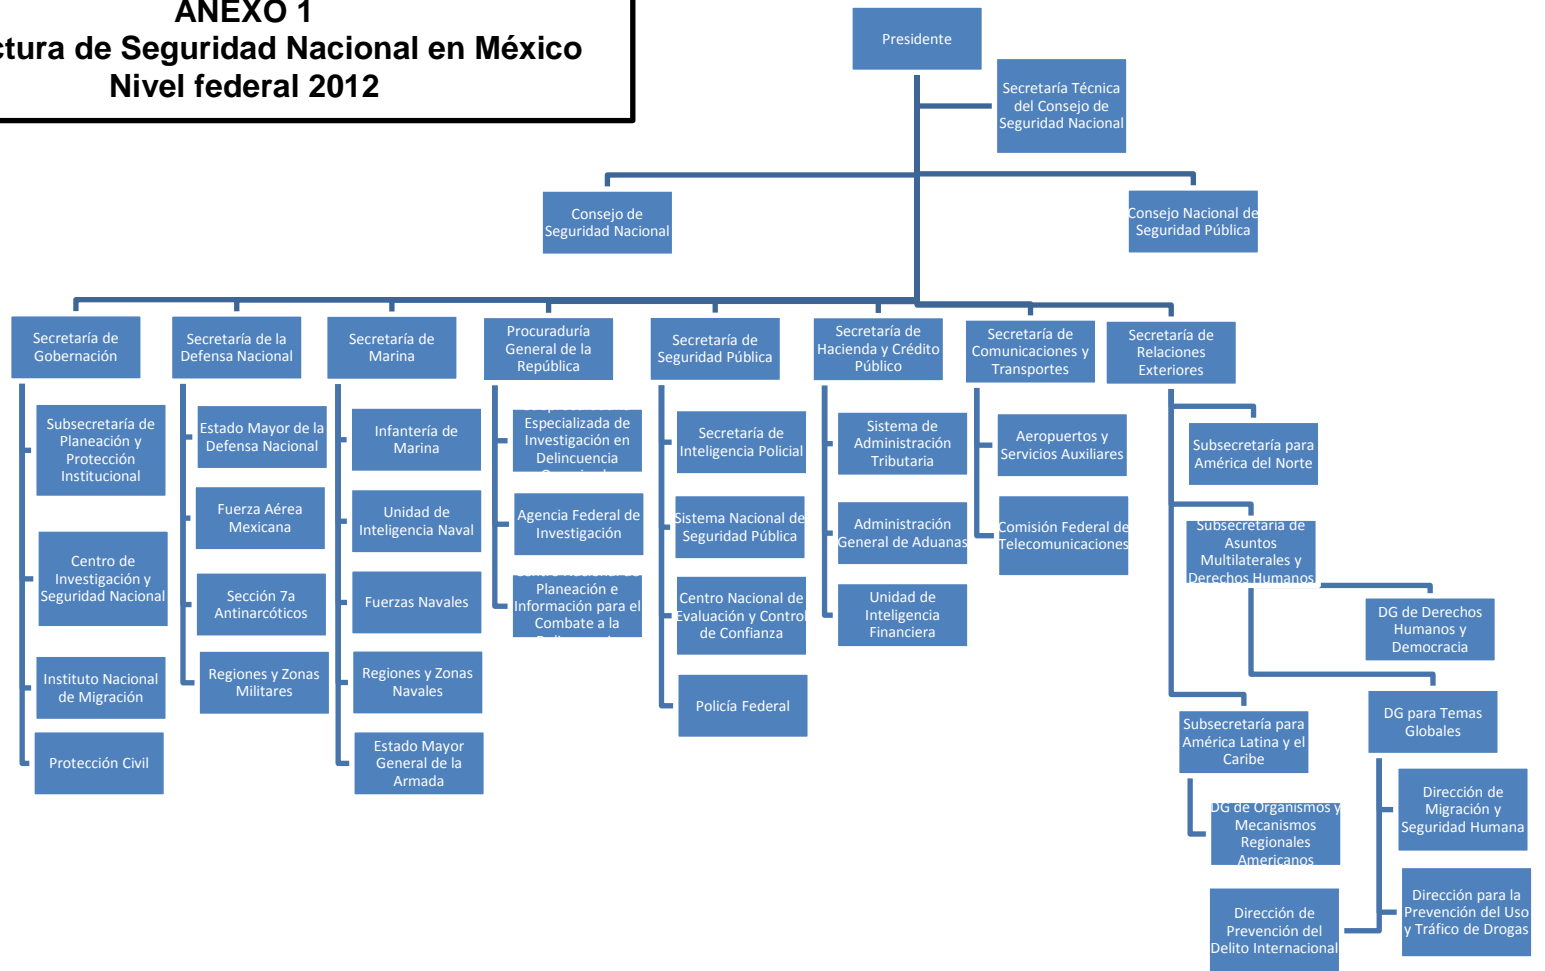 ANEXO 1
ctura de Seguridad Nacional en México
Nivel federal 2012
Presidente
Secretaría Técnica
del Consejo de
Seguridad Nacional
Consejo de
Seguridad Nacional
Consejo Nacional de
Seguridad Pública
Secretaría de
Gobernación
Secretaría de la
Defensa Nacional
Secretaría de
Marina
Procuraduría
General de la
República
Secretaría de
Seguridad Pública
Secretaría de
Hacienda y Crédito
Público
Secretaría de
Comunicaciones y
Transportes
Secretaría de
Relaciones
Exteriores
Subsecretaría de
Planeación y
Protección
Institucional
Centro de
Investigación y
Seguridad Nacional
Instituto Nacional
de Migración
Protección Civil
Estado Mayor de la
Defensa Nacional
Fuerza Aérea
Mexicana
Sección 7a
Antinarcóticos
Regiones y Zonas
Militares
Infantería de
Marina
Unidad de
Inteligencia Naval
Fuerzas Navales
Regiones y Zonas
Navales
Estado Mayor
General de la
Armada
Especializada de
Investigación en
Delincuencia
Agencia Federal de
Investigación
Planeación e
Información para el
Combate a la
Secretaría de
Inteligencia Policial
Sistema Nacional de
Seguridad Pública
Centro Nacional de
Evaluación y Control
de Confianza
Policía Federal
Sistema de
Administración
Tributaria
Administración
General de Aduanas
Unidad de
Inteligencia
Financiera
Aeropuertos y
Servicios Auxiliares
Comisión Federal de
Telecomunicaciones
Subsecretaría para
América del Norte
Subsecretaría de
Asuntos
Multilaterales y
Derechos Humanos
DG de Derechos
Humanos y
Democracia
DG para Temas
Globales
Subsecretaría para
América Latina y el
Caribe
DG de Organismos y
Mecanismos
Regionales
Americanos
Dirección de
Migración y
Seguridad Humana
Dirección para la
Prevención del Uso
y Tráfico de Drogas
Dirección de
Prevención del
Delito Internacional